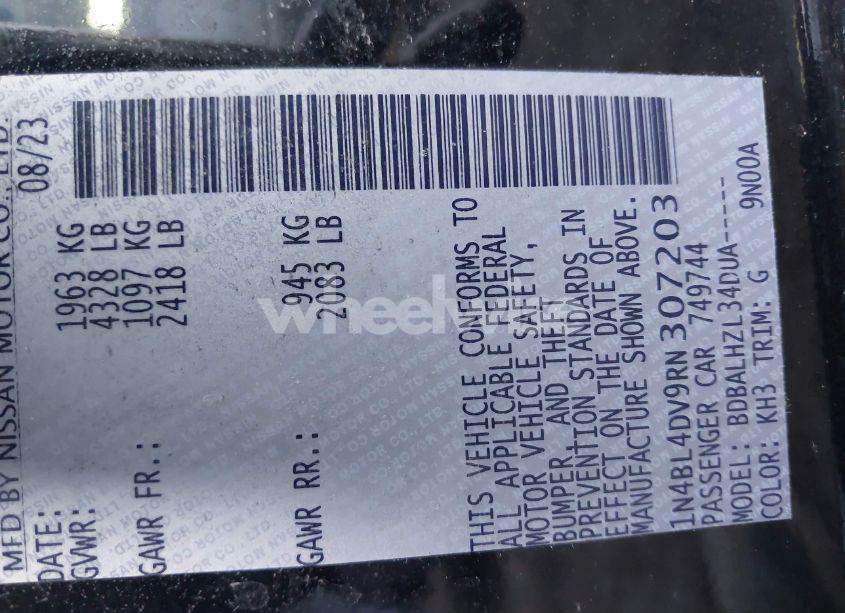 MFD BY NISSAN MOTOR CO., LTD.
DATE: 08/23
GVWR: 1963 KG
4328 LB
GAWR FR.: 1097 KG
2418 LB
GAWR RR.: 945 KG
2083 LB
THIS VEHICLE CONFORMS TO
ALL APPLICABLE FEDERAL
MOTOR VEHICLE SAFETY,
BUMPER, AND THEFT
PREVENTION STANDARDS IN
EFFECT ON THE DATE OF
MANUFACTURE SHOWN ABOVE.
1N4BL4DV9RN307203
PASSENGER CAR 749744
MODEL: BDBALHZL34DUA-----
COLOR: KH3 TRIM: G 9N00A